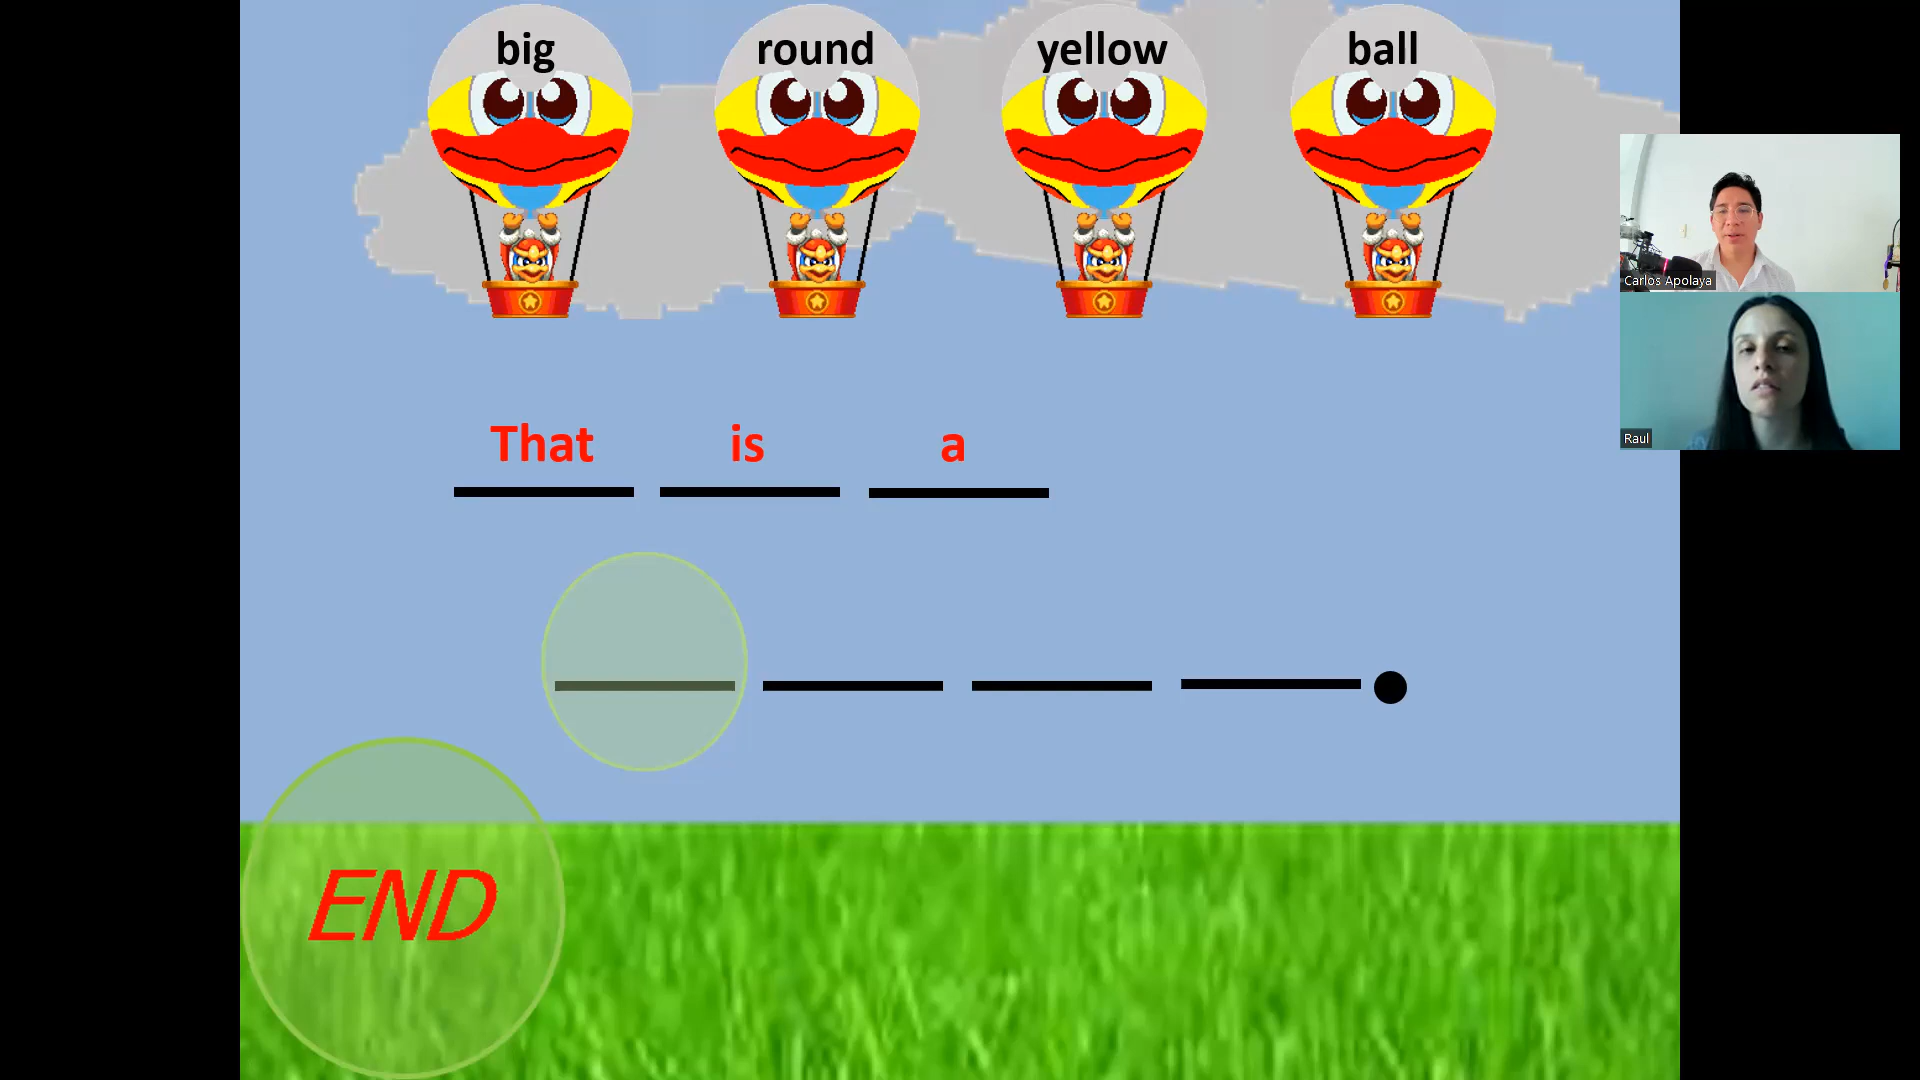 big round yellow ball
Carlos Apolaya
That is a
Raul
END